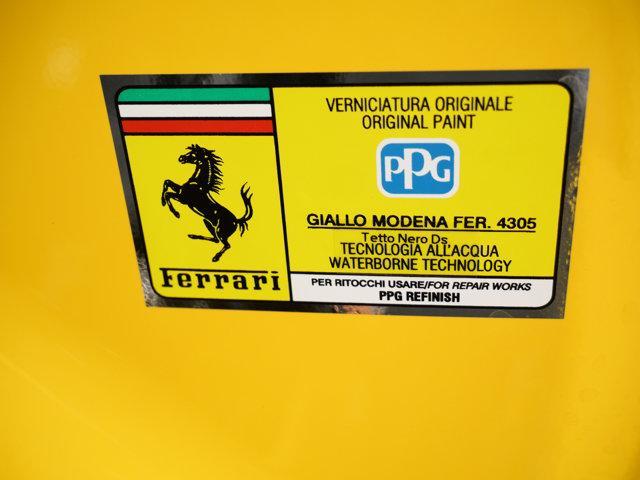 VERNICIATURA ORIGINALE
ORIGINAL PAINT
PPG
GIALLO MODENA FER. 4305
Tetto Nero Ds
TECNOLOGIA ALL'ACQUA
WATERBORNE TECHNOLOGY
PER RITOCCHI USARE/FOR REPAIR WORKS
PPG REFINISH
Ferrari